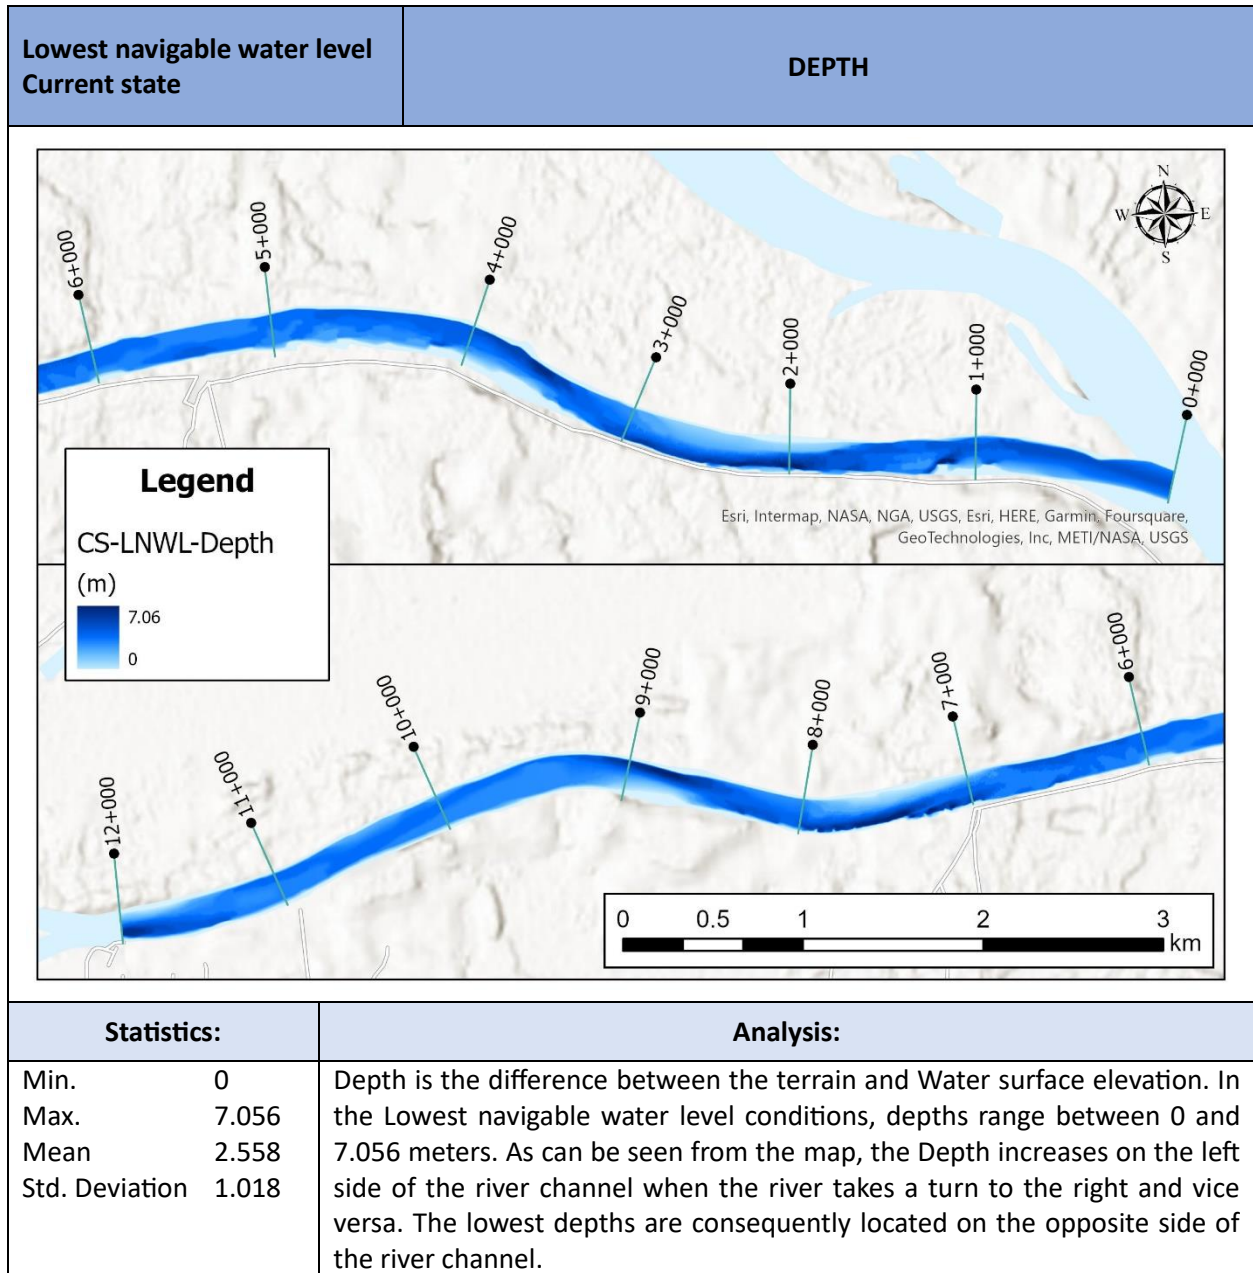 Lowest navigable water level
Current state
DEPTH
N
W
E
S
6+000
5+000
4+000
3+000
2+000
1+000
0+000
Esri, Intermap, NASA, NGA, USGS, Esri, HERE, Garmin, Foursquare,
GeoTechnologies, Inc, METI/NASA, USGS
Legend
CS-LNWL-Depth
(m)
7.06
0
12+000
11+000
10+000
9+000
8+000
7+000
6+000
0 0.5 1 2 3
km
Statistics:
Min. 0
Max. 7.056
Mean 2.558
Std. Deviation 1.018
Analysis:
Depth is the difference between the terrain and Water surface elevation. In
the Lowest navigable water level conditions, depths range between 0 and
7.056 meters. As can be seen from the map, the Depth increases on the left
side of the river channel when the river takes a turn to the right and vice
versa. The lowest depths are consequently located on the opposite side of
the river channel.